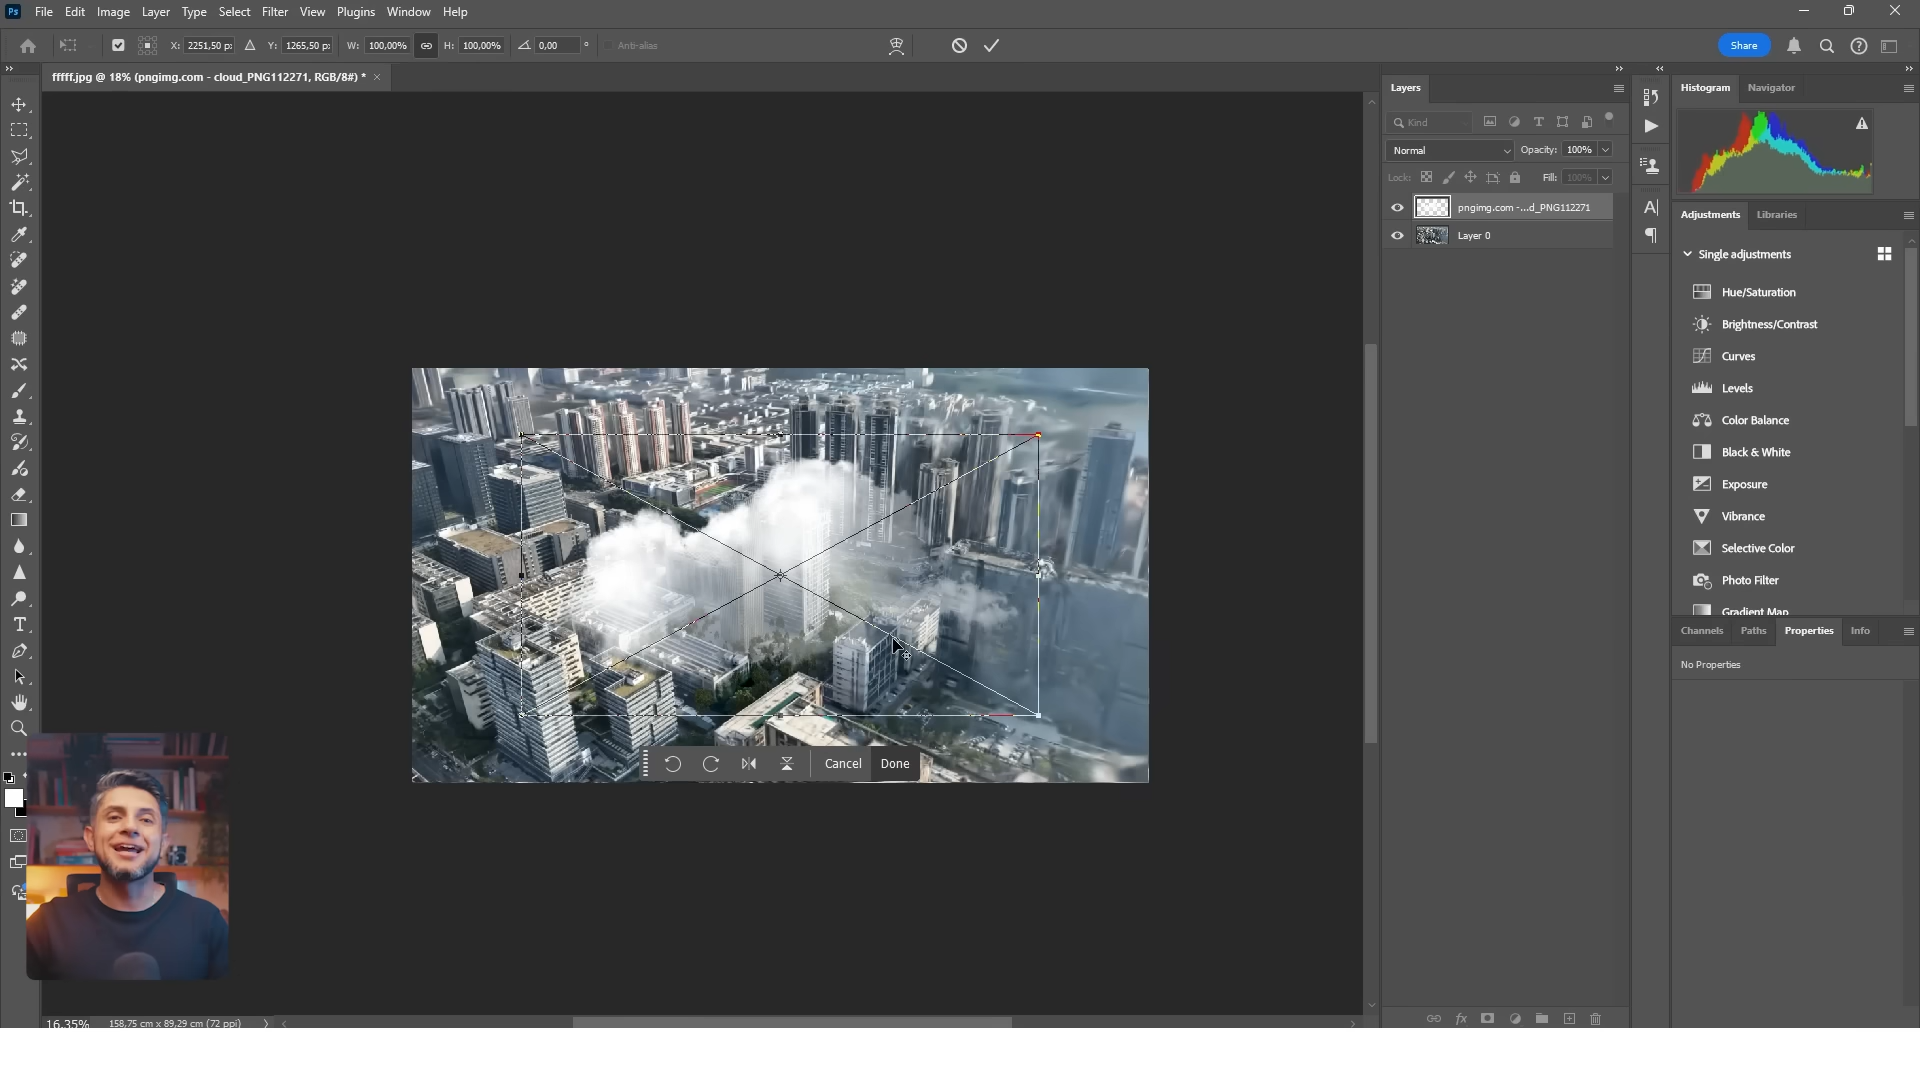 Ps File Edit Image Layer Type Select Filter View Plugins Window Help
X: 2251,50 p: Y: 1265,50 p: W: 100,00% H: 100,00% 0,00 ° Anti-alias Share
fffff.jpg @ 18% (pngimg.com - cloud_PNG112271, RGB/8#) * ×
Layers
Kind
Normal Opacity: 100%
Lock: Fill: 100%
pngimg.com -...d_PNG112271
Layer 0
Histogram Navigator
Adjustments Libraries
Single adjustments
Hue/Saturation
Brightness/Contrast
Curves
Levels
Color Balance
Black & White
Exposure
Vibrance
Selective Color
Photo Filter
Gradient Map
Channels Paths Properties Info
No Properties
Cancel Done
16,35% 158,75 cm x 89,29 cm (72 ppi)